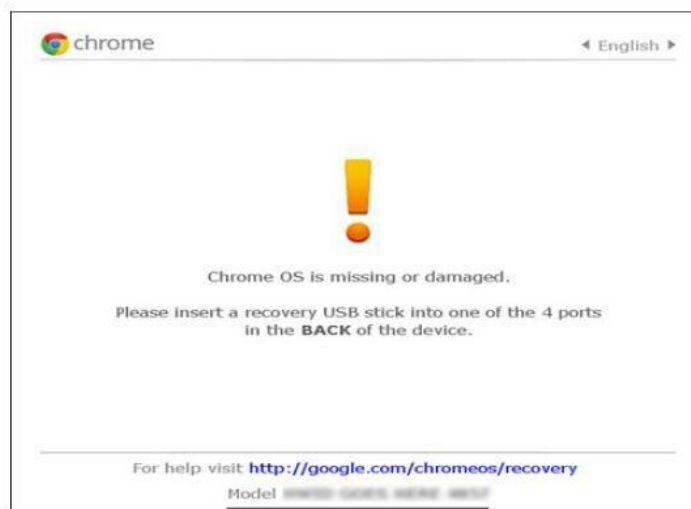 chrome
English
Chrome OS is missing or damaged.
Please insert a recovery USB stick into one of the 4 ports
in the BACK of the device.
For help visit http://google.com/chromeos/recovery
Model